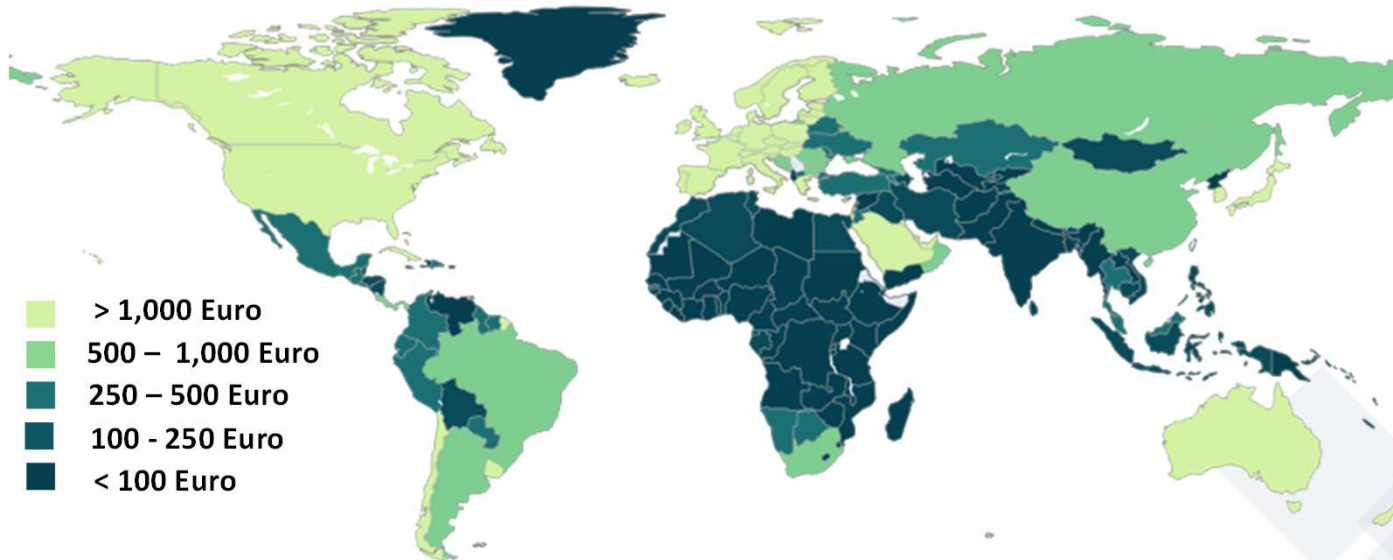 > 1,000 Euro
500 – 1,000 Euro
250 – 500 Euro
100 - 250 Euro
< 100 Euro